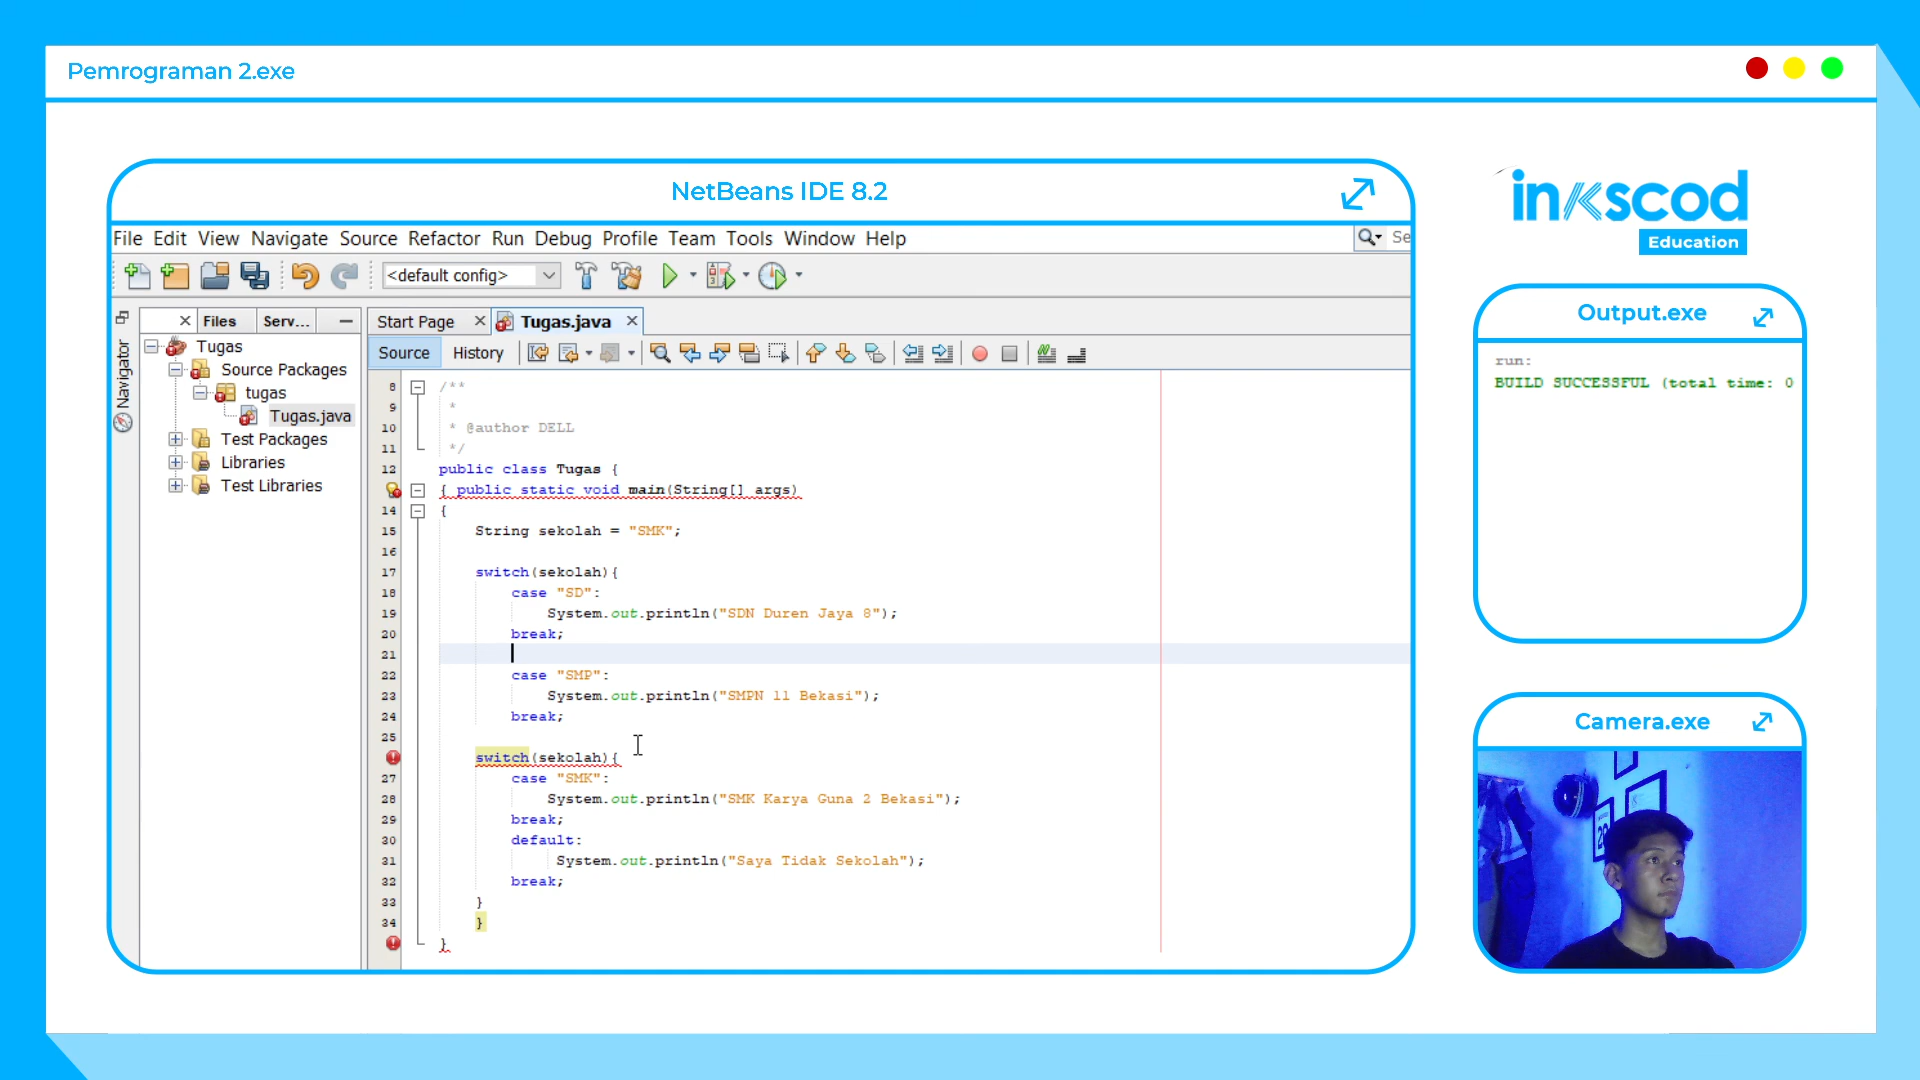 Pemrograman 2.exe
NetBeans IDE 8.2
File Edit View Navigate Source Refactor Run Debug Profile Team Tools Window Help
Se
<default config>
Files
Serv...
Start Page
Tugas.java
Navigator
Source
History
Tugas
Source Packages
tugas
Tugas.java
Test Packages
Libraries
Test Libraries
8 /**
9 *
10 * @author DELL
11 */
12 public class Tugas {
{ public static void main(String[] args)
14 {
15 String sekolah = "SMK";
16
17 switch(sekolah){
18 case "SD":
19 System.out.println("SDN Duren Jaya 8");
20 break;
21
22 case "SMP":
23 System.out.println("SMPN 11 Bekasi");
24 break;
25
switch(sekolah){
27 case "SMK":
28 System.out.println("SMK Karya Guna 2 Bekasi");
29 break;
30 default:
31 System.out.println("Saya Tidak Sekolah");
32 break;
33 }
34 }
}
inkscod
Education
Output.exe
run:
BUILD SUCCESSFUL (total time: 0
Camera.exe